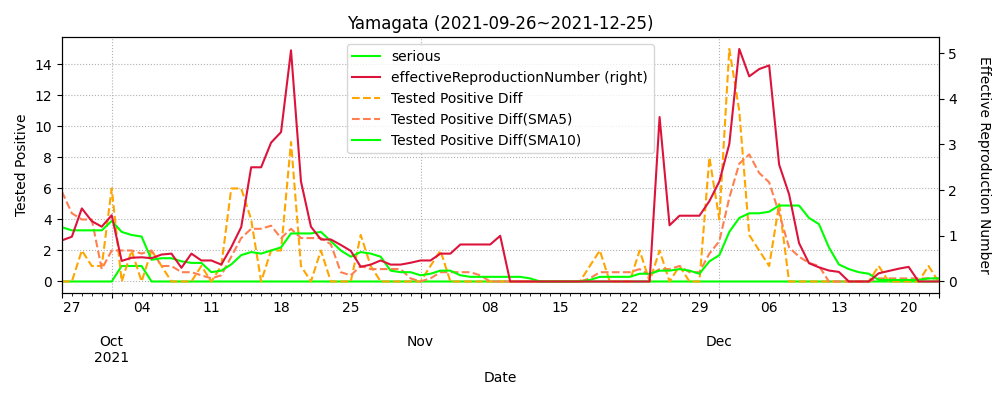 Yamagata (2021-09-26~2021-12-25)
serious
effectiveReproductionNumber (right)
Tested Positive Diff
Tested Positive Diff(SMA5)
Tested Positive Diff(SMA10)
Tested Positive
14
12
10
8
6
4
2
0
Effective Reproduction Number
5
4
3
2
1
0
27 04 11 18 25 08 15 22 29 06 13 20
Oct Nov Dec
2021
Date